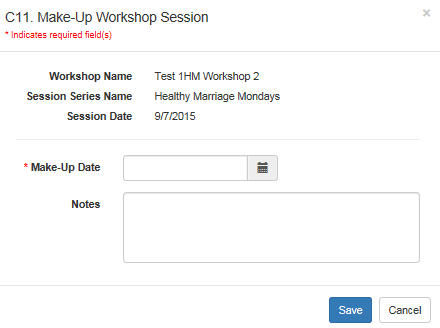 C11. Make-Up Workshop Session ×
* Indicates required field(s)
Workshop Name Test 1HM Workshop 2
Session Series Name Healthy Marriage Mondays
Session Date 9/7/2015
* Make-Up Date
Notes
Save Cancel